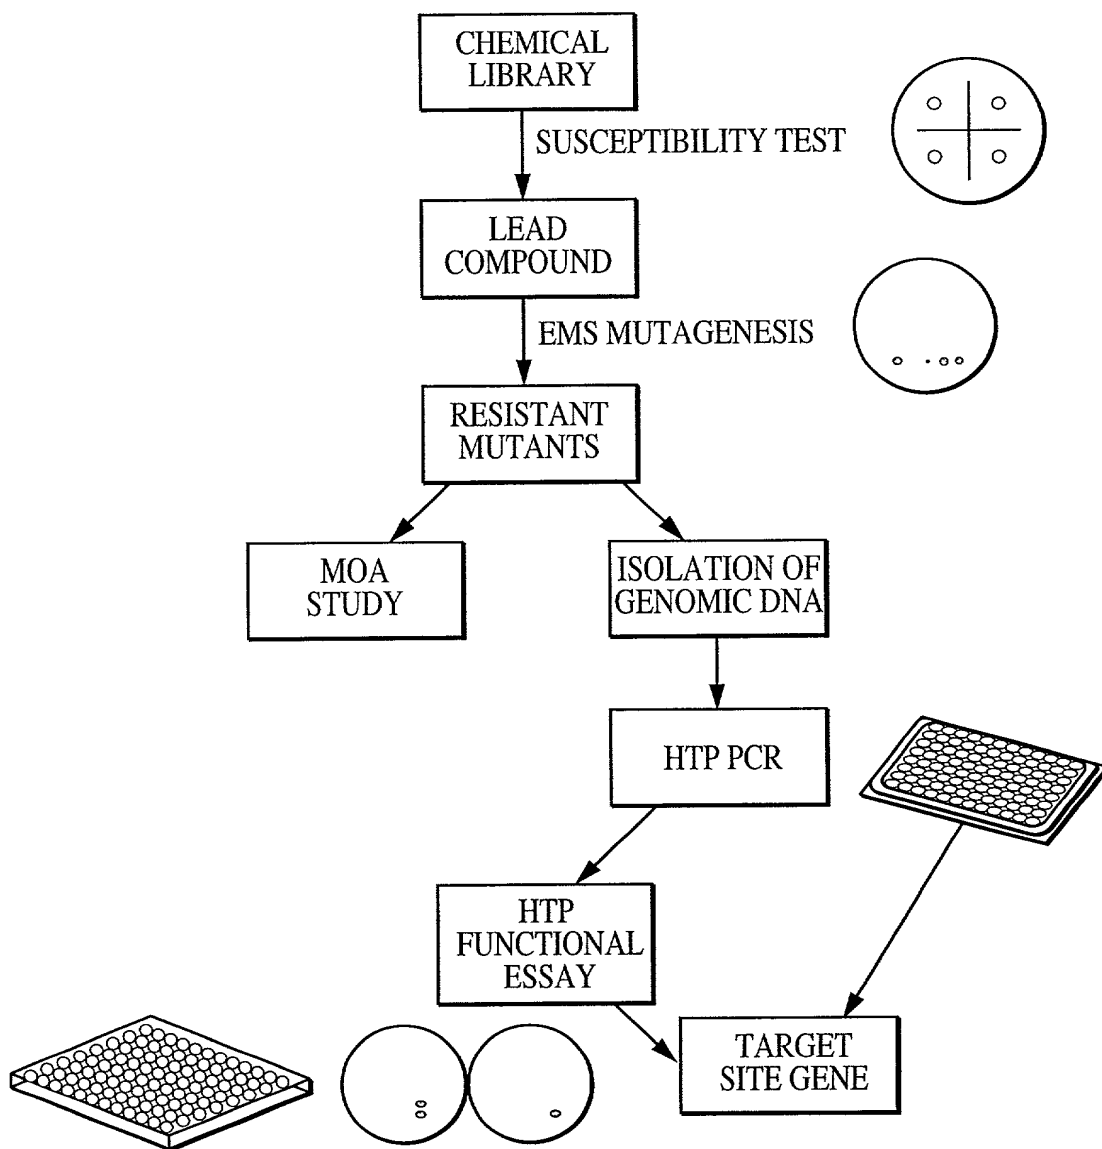 CHEMICAL
LIBRARY
SUSCEPTIBILITY TEST
LEAD
COMPOUND
EMS MUTAGENESIS
RESISTANT
MUTANTS
MOA
STUDY
ISOLATION OF
GENOMIC DNA
HTP PCR
HTP
FUNCTIONAL
ESSAY
TARGET
SITE GENE